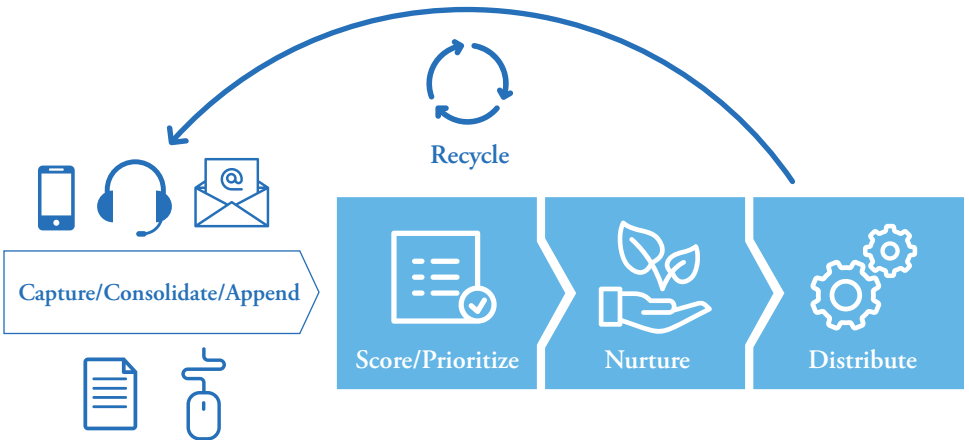 Recycle
@
Capture/Consolidate/Append
Score/Prioritize
Nurture
Distribute